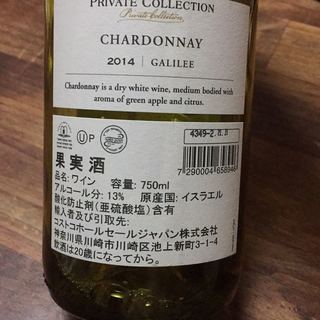 PRIVATE COLLECTION
Private Collection
CHARDONNAY
2014 | GALILEE
Chardonnay is a dry white wine, medium bodied with
aroma of green apple and citrus.
U P
果実酒
品名:ワイン 容量:750ml
アルコール分:13% 原産国:イスラエル
酸化防止剤(亜硫酸塩)含有
輸入者及び引取先:
コストコホールセールジャパン株式会社
神奈川県川崎市川崎区池上新町3-1-4
飲酒は20歳になってから。
7290004658946